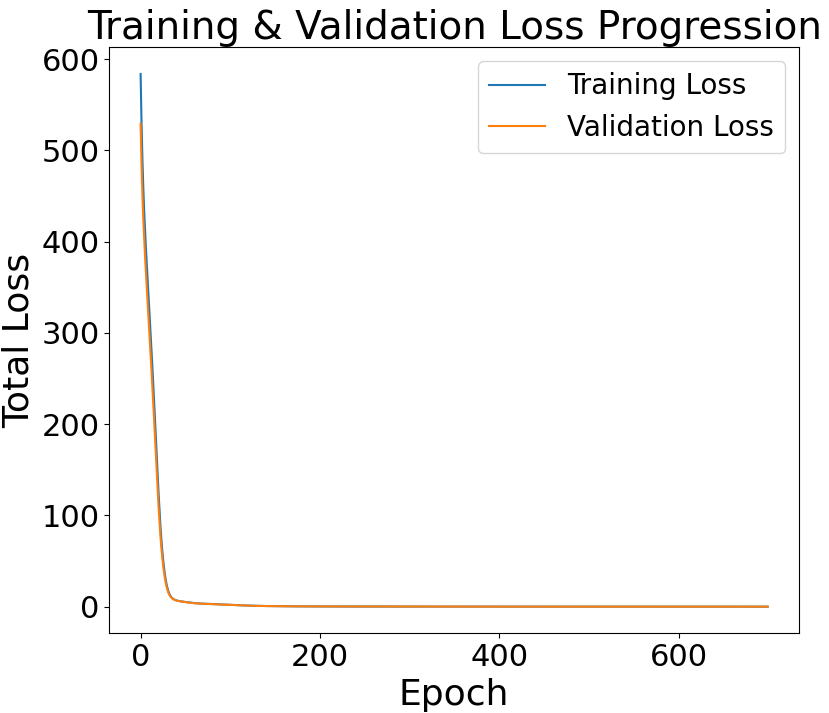 Training & Validation Loss Progression
Training Loss
Validation Loss
Total Loss
600
500
400
300
200
100
0
0 200 400 600
Epoch